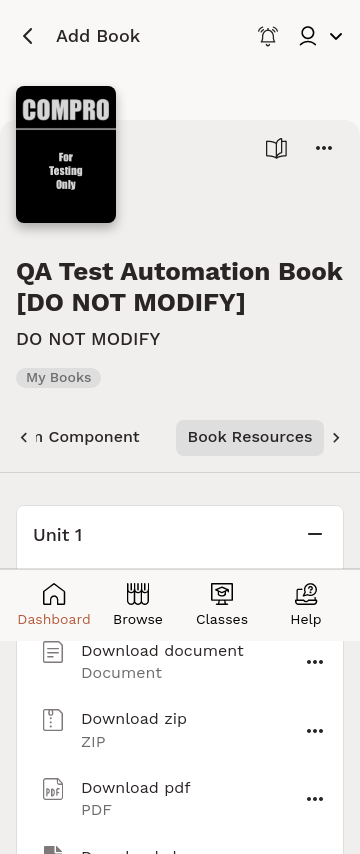 Add Book
COMPRO
For
Testing
Only
QA Test Automation Book
[DO NOT MODIFY]
DO NOT MODIFY
My Books
Component
Book Resources
Unit 1
Dashboard
Browse
Classes
Help
Download document
Document
Download zip
ZIP
Download pdf
PDF
PDF